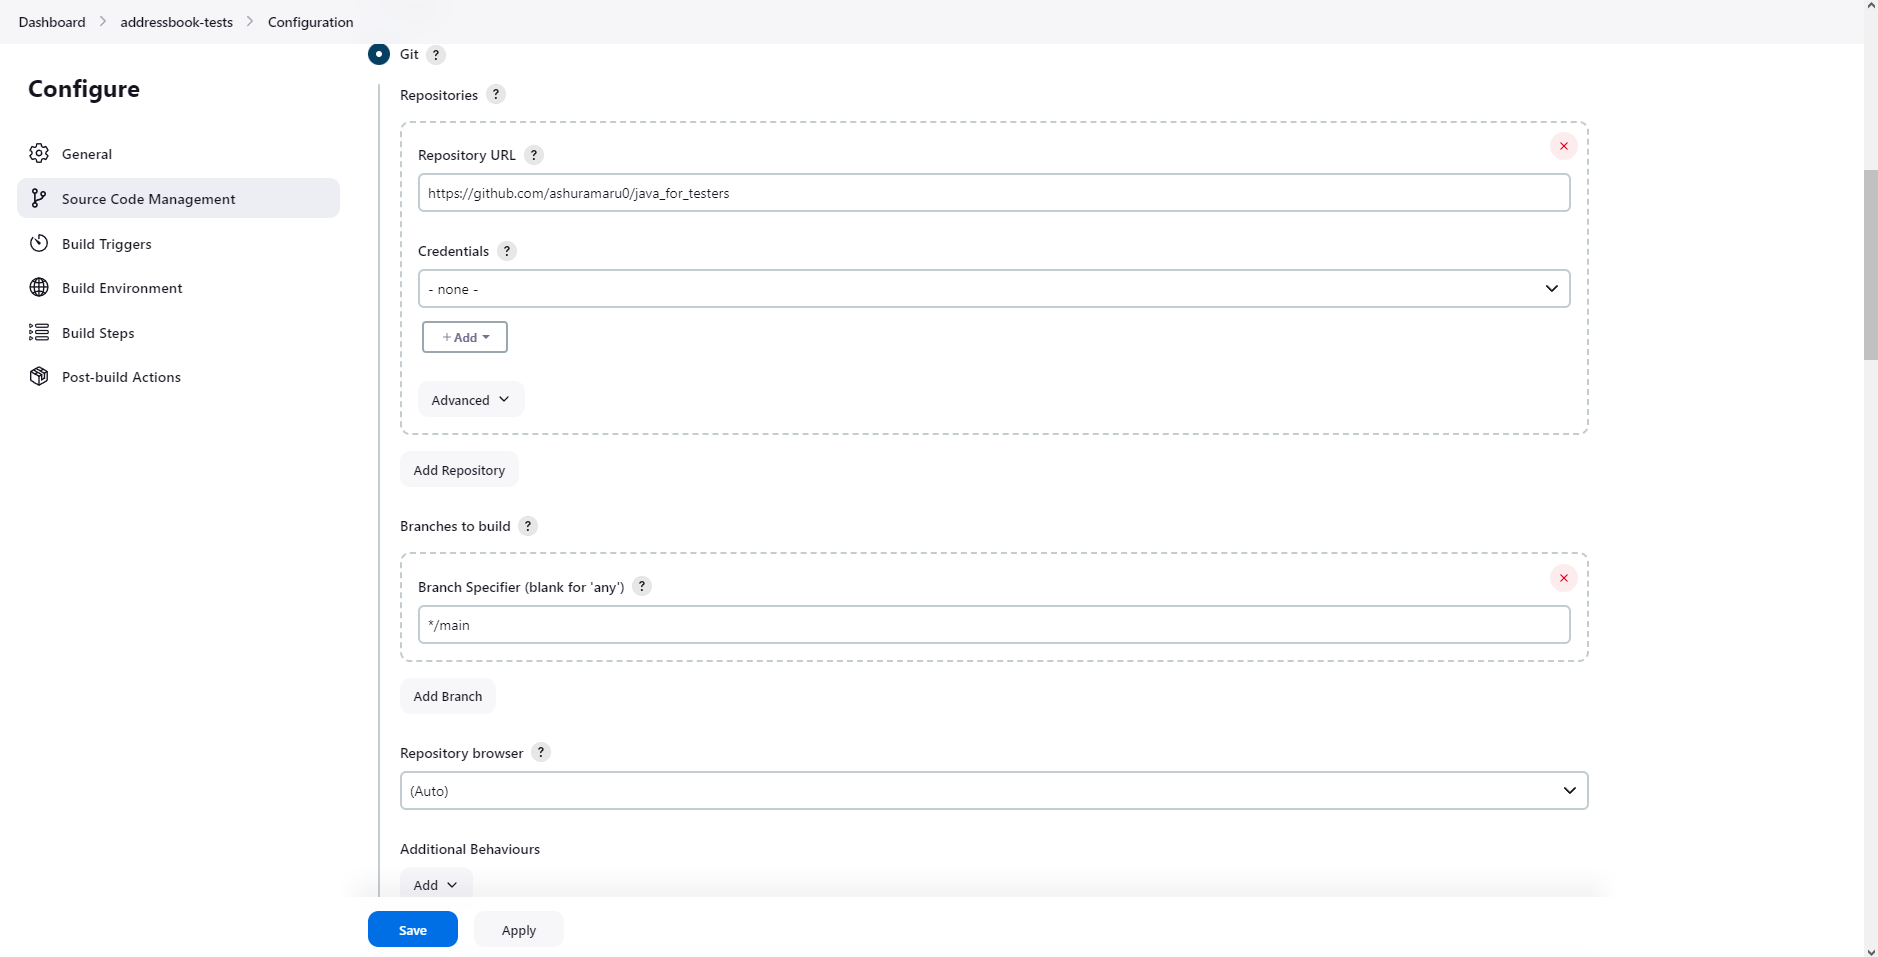 Dashboard > addressbook-tests > Configuration
Configure
General
Source Code Management
Build Triggers
Build Environment
Build Steps
Post-build Actions
Git ?
Repositories ?
Repository URL ?
https://github.com/ashuramaru0/java_for_testers
Credentials ?
- none -
+ Add
Advanced
Add Repository
Branches to build ?
Branch Specifier (blank for 'any') ?
*/main
Add Branch
Repository browser ?
(Auto)
Additional Behaviours
Add
Save Apply